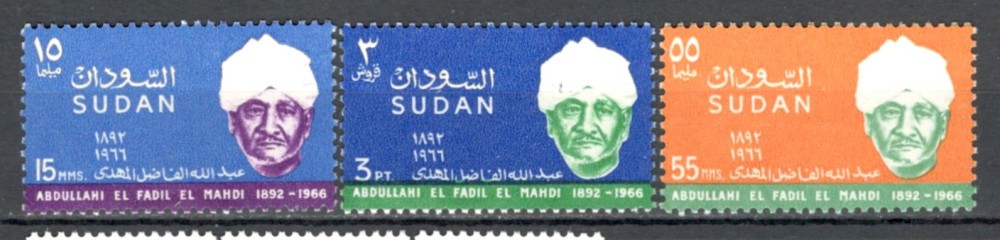 ١٥
مليما
السودان
SUDAN
١٨٩٢
١٩٦٦
15 MMS.
عبد الله الفاضل المهدى
ABDULLAHI EL FADIL EL MAHDI 1892 - 1966
٣
قروش
السودان
SUDAN
١٨٩٢
١٩٦٦
3 PT.
عبد الله الفاضل المهدى
ABDULLAHI EL FADIL EL MAHDI 1892 - 1966
٥٥
مليما
السودان
SUDAN
١٨٩٢
١٩٦٦
55 MMS.
عبد الله الفاضل المهدى
ABDULLAHI EL FADIL EL MAHDI 1892 - 1966